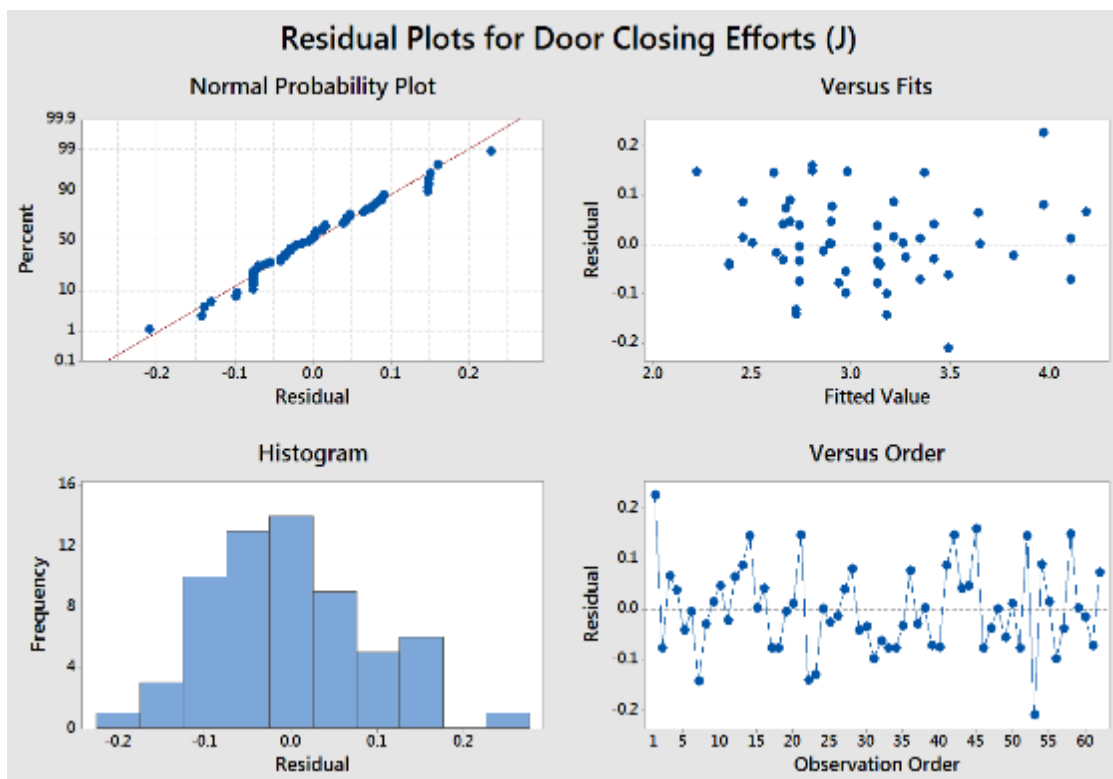 Residual Plots for Door Closing Efforts (J)
Normal Probability Plot
99.9
99
90
50
10
1
0.1
Percent
-0.2 -0.1 0.0 0.1 0.2
Residual
Versus Fits
0.2
0.1
0.0
-0.1
-0.2
Residual
2.0 2.5 3.0 3.5 4.0
Fitted Value
Histogram
16
12
8
4
0
Frequency
-0.2 -0.1 0.0 0.1 0.2
Residual
Versus Order
0.2
0.1
0.0
-0.1
-0.2
Residual
1 5 10 15 20 25 30 35 40 45 50 55 60
Observation Order